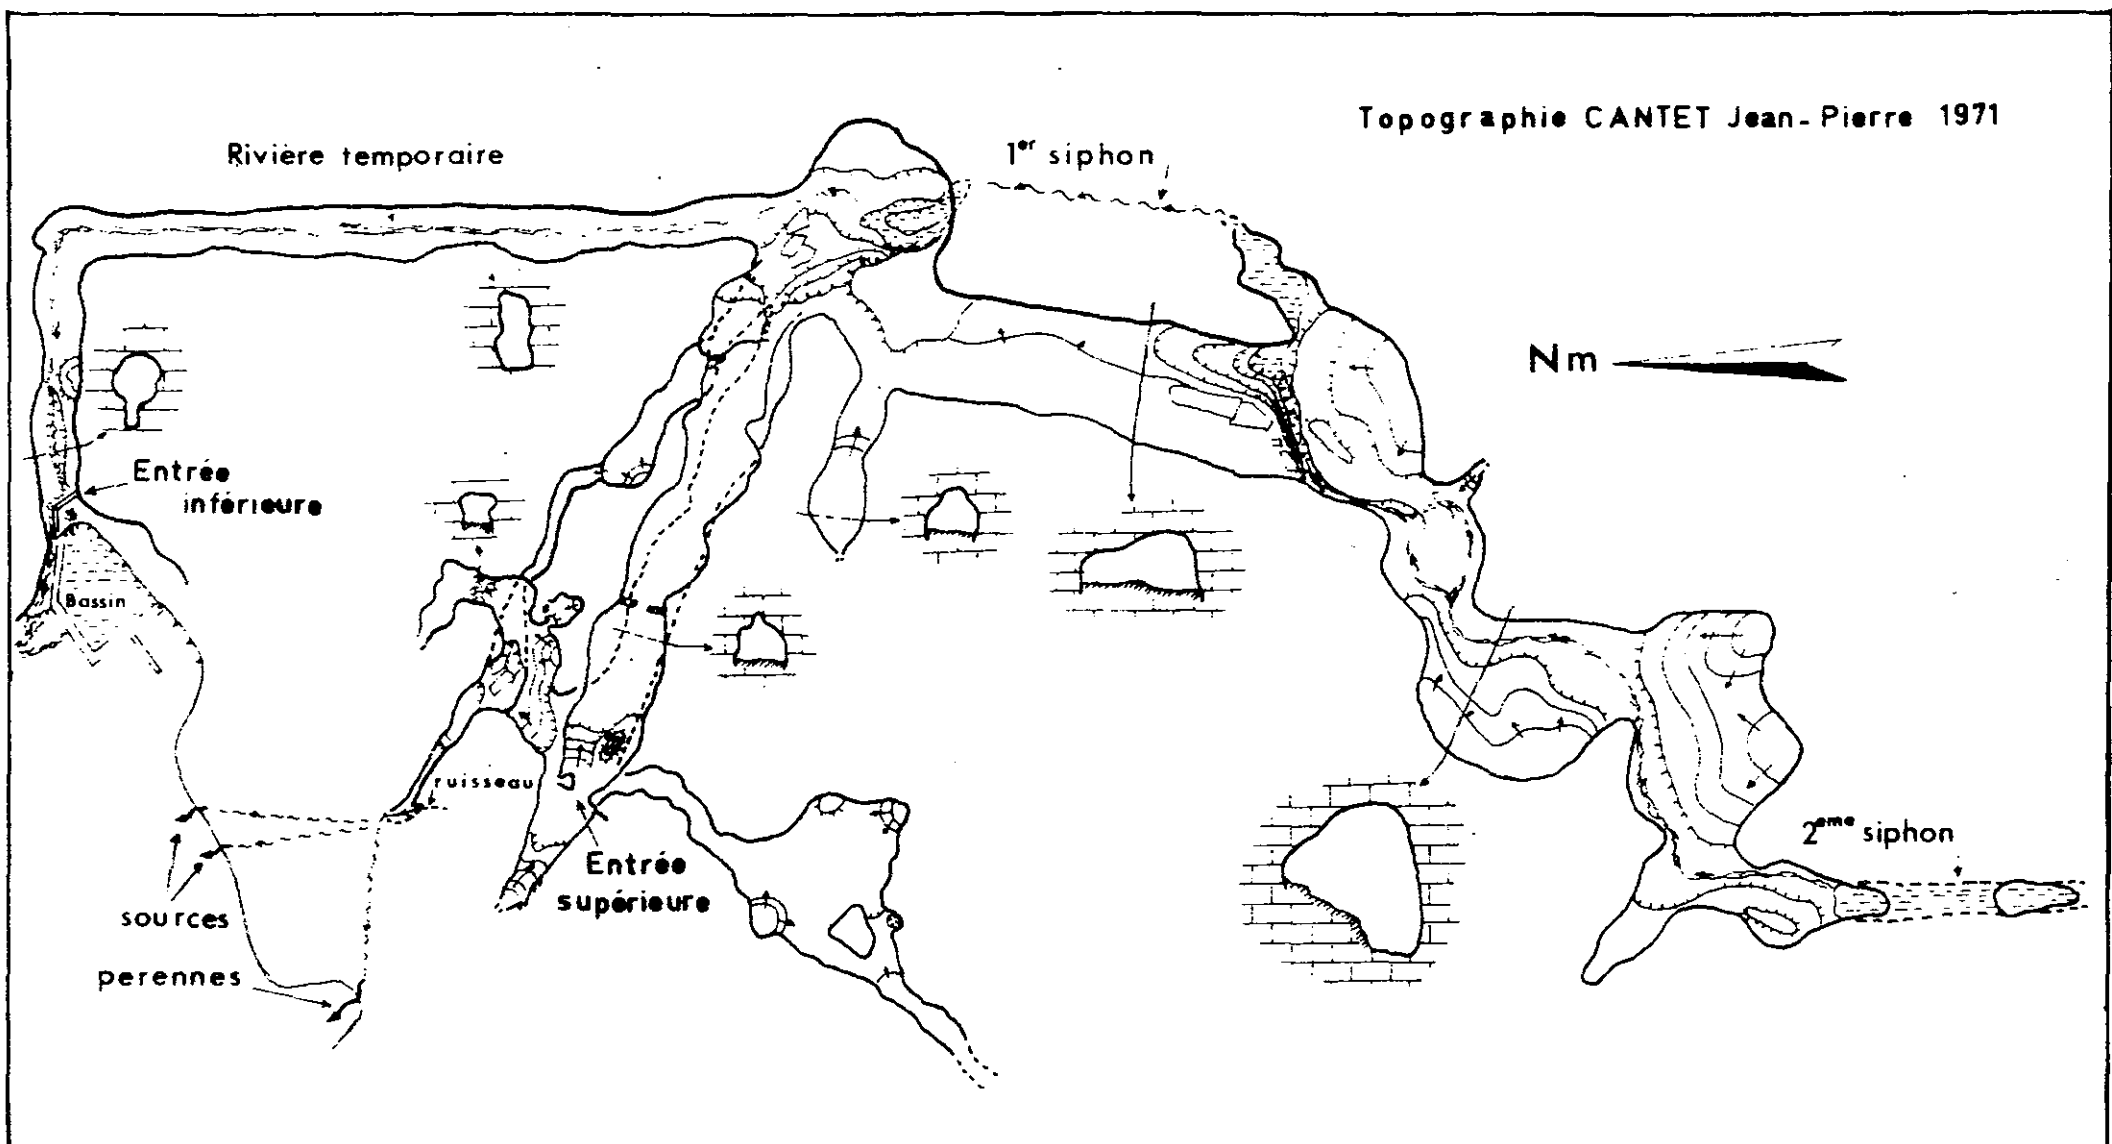 Topographie CANTET Jean-Pierre 1971
Rivière temporaire
1er siphon
Nm
Entrée
inférieure
Bassin
ruisseau
Entrée
supérieure
2eme siphon
sources
perennes